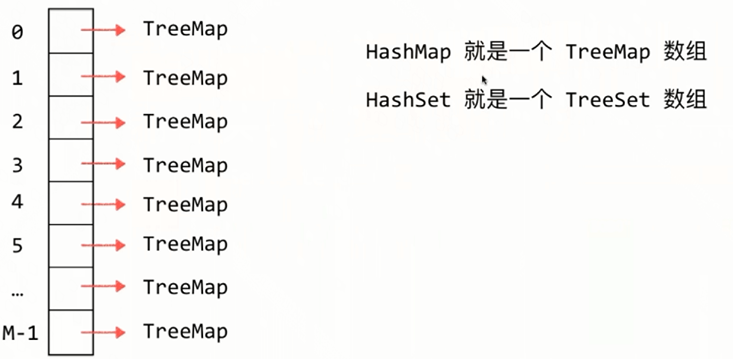 0 TreeMap
1 TreeMap
2 TreeMap
3 TreeMap
4 TreeMap
5 TreeMap
… TreeMap
M-1 TreeMap
HashMap 就是一个 TreeMap 数组
HashSet 就是一个 TreeSet 数组